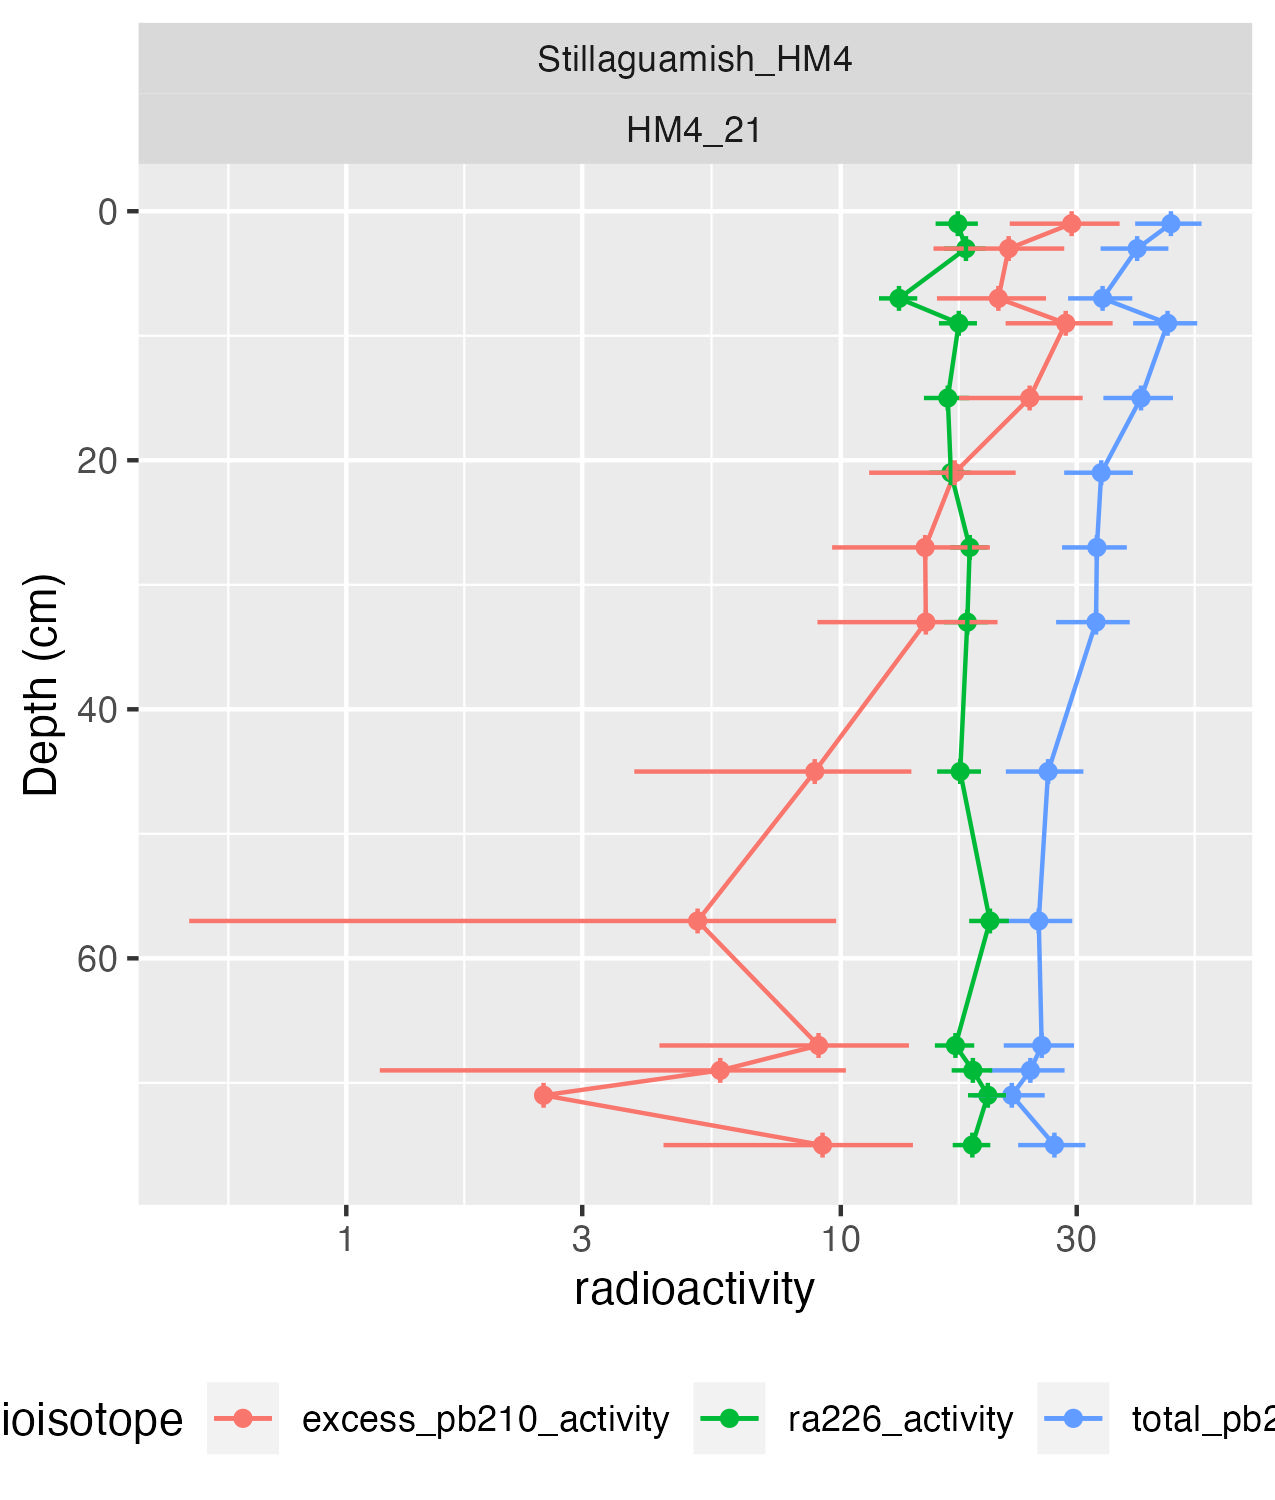 Stillaguamish_HM4
HM4_21
0
20
40
60
Depth (cm)
1 3 10 30
radioactivity
ioisotope excess_pb210_activity ra226_activity total_pb2